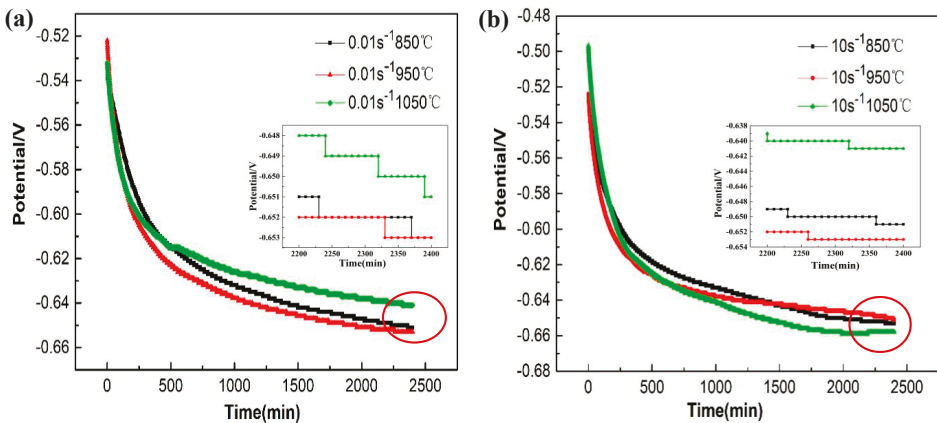 (a)
-0.52
-0.54
-0.56
-0.58
-0.60
-0.62
-0.64
-0.66
Potential/V
0.01s⁻¹850℃
0.01s⁻¹950℃
0.01s⁻¹1050℃
-0.648
-0.649
-0.650
-0.651
-0.652
-0.653
Potential/V
2200 2250 2300 2350 2400
Time(min)
0 500 1000 1500 2000 2500
Time(min)
(b)
-0.48
-0.50
-0.52
-0.54
-0.56
-0.58
-0.60
-0.62
-0.64
-0.66
-0.68
Potential/V
10s⁻¹850℃
10s⁻¹950℃
10s⁻¹1050℃
-0.638
-0.640
-0.644
-0.648
-0.650
-0.652
-0.654
Potential/V
2200 2250 2300 2350 2400
Time(min)
0 500 1000 1500 2000 2500
Time(min)